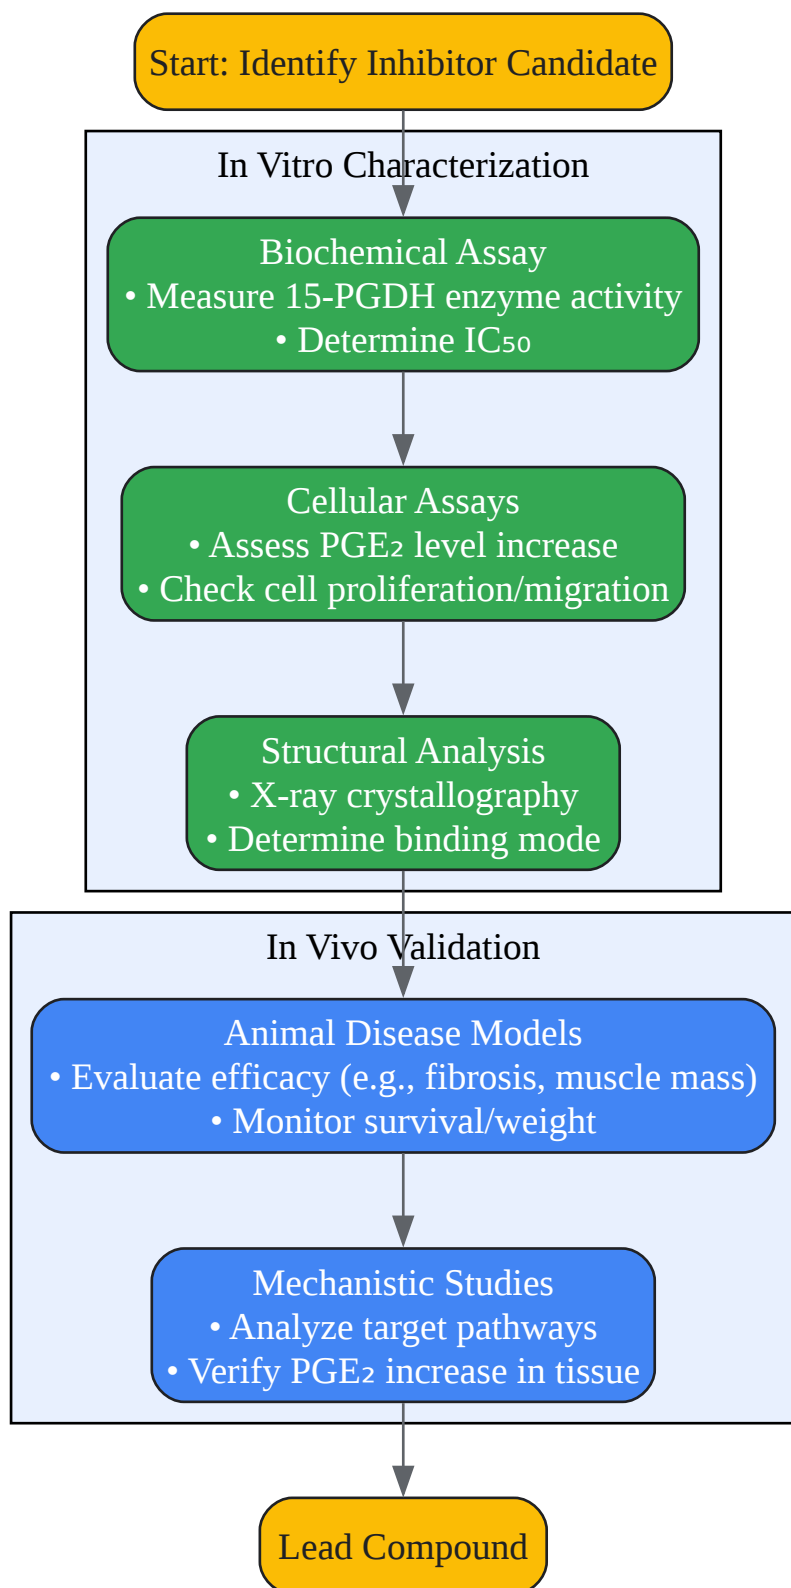 Start: Identify Inhibitor Candidate
In Vitro Characterization
Biochemical Assay
• Measure 15-PGDH enzyme activity
• Determine IC₅₀
Cellular Assays
• Assess PGE₂ level increase
• Check cell proliferation/migration
Structural Analysis
• X-ray crystallography
• Determine binding mode
In Vivo Validation
Animal Disease Models
• Evaluate efficacy (e.g., fibrosis, muscle mass)
• Monitor survival/weight
Mechanistic Studies
• Analyze target pathways
• Verify PGE₂ increase in tissue
Lead Compound